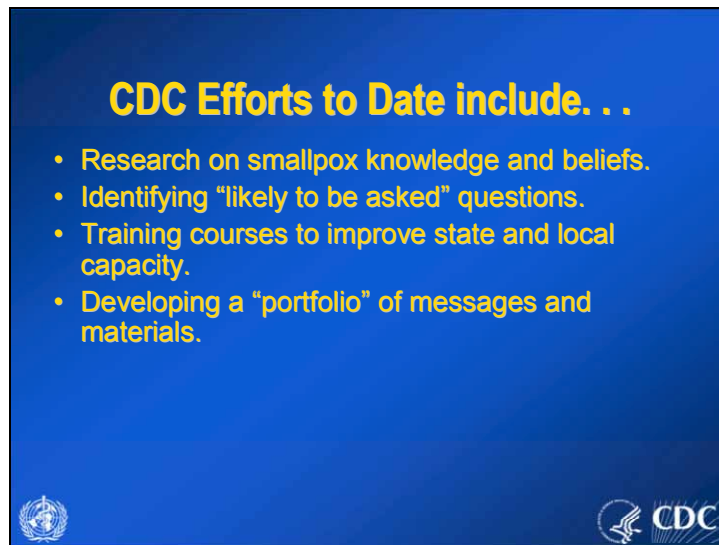 CDC Efforts to Date include. . .
• Research on smallpox knowledge and beliefs.
• Identifying “likely to be asked” questions.
• Training courses to improve state and local
capacity.
• Developing a “portfolio” of messages and
materials.
CDC